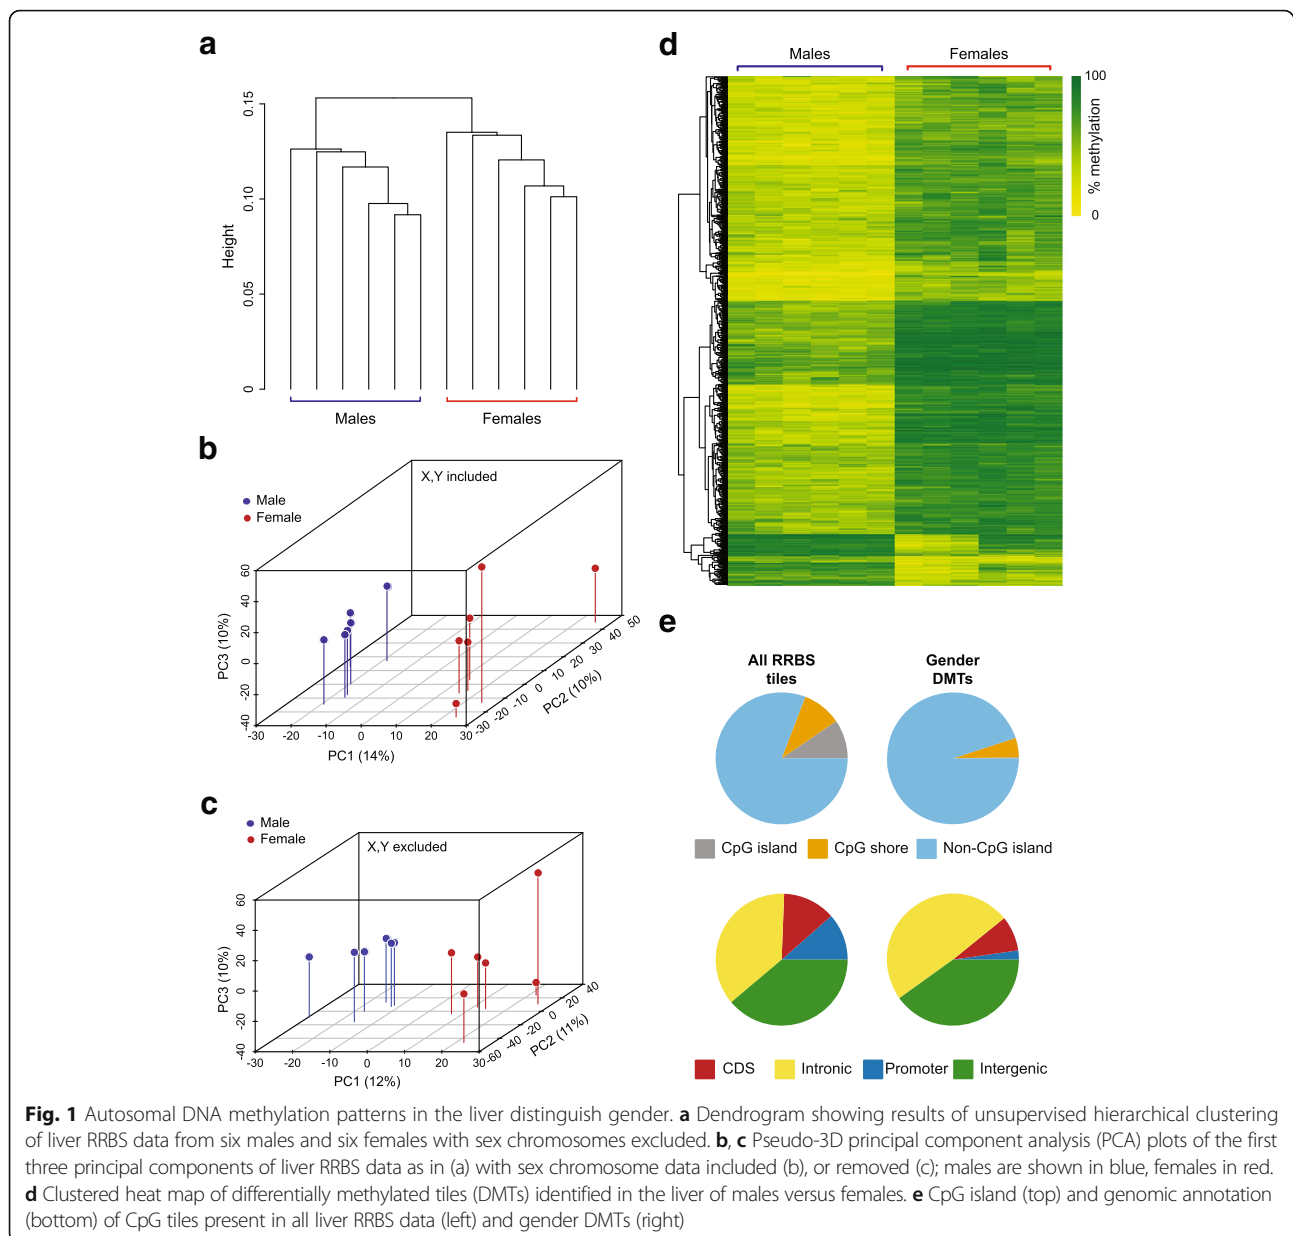 a
0.15
0.10
0.05
0
Height
Males
Females
b
X,Y included
Male
Female
60
40
20
0
-20
-40
PC3 (10%)
-30
-20
-10
0
10
20
30
PC1 (14%)
-30
-20
-10
0
10
20
30
40
50
PC2 (10%)
c
X,Y excluded
Male
Female
60
40
20
0
-20
-40
PC3 (10%)
-30
-20
-10
0
10
20
30
PC1 (12%)
-60
-40
-20
0
20
40
PC2 (11%)
d
Males
Females
100
% methylation
0
e
All RRBS
tiles
Gender
DMTs
CpG island
CpG shore
Non-CpG island
CDS
Intronic
Promoter
Intergenic
Fig. 1 Autosomal DNA methylation patterns in the liver distinguish gender. a Dendrogram showing results of unsupervised hierarchical clustering
of liver RRBS data from six males and six females with sex chromosomes excluded. b, c Pseudo-3D principal component analysis (PCA) plots of the first
three principal components of liver RRBS data as in (a) with sex chromosome data included (b), or removed (c); males are shown in blue, females in red.
d Clustered heat map of differentially methylated tiles (DMTs) identified in the liver of males versus females. e CpG island (top) and genomic annotation
(bottom) of CpG tiles present in all liver RRBS data (left) and gender DMTs (right)